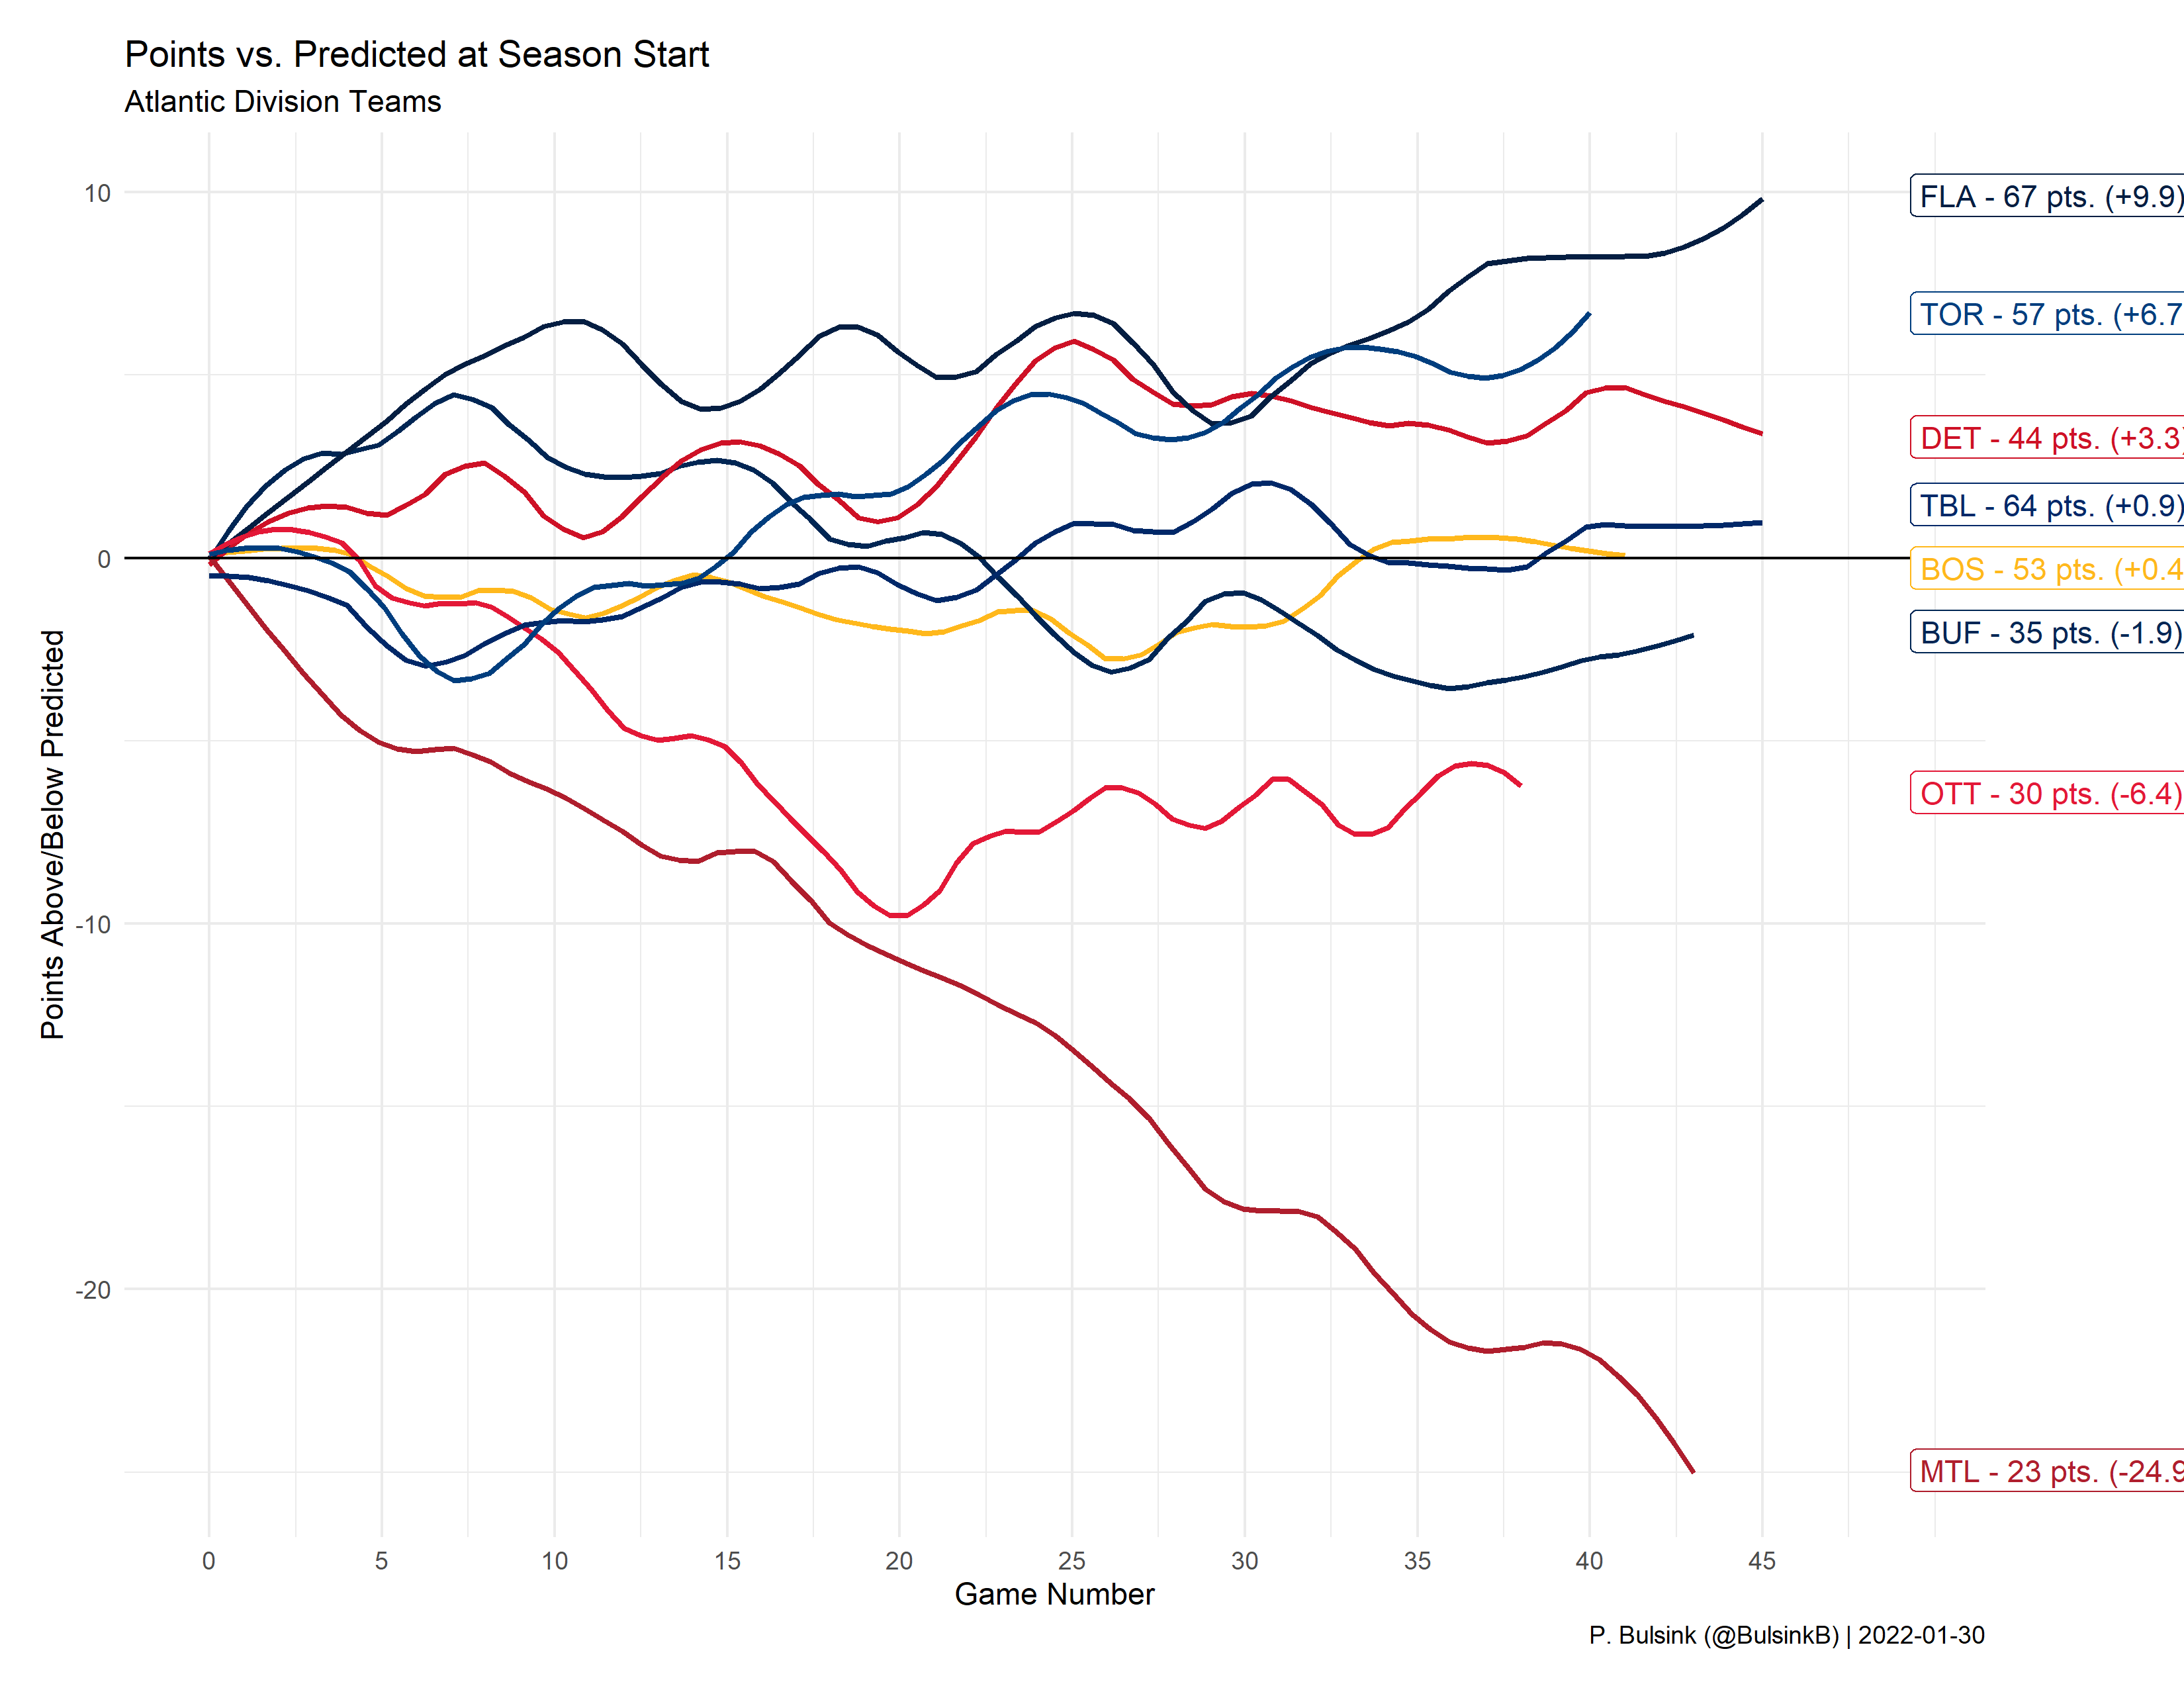 Points vs. Predicted at Season Start
Atlantic Division Teams
Points Above/Below Predicted
10
0
-10
-20
FLA - 67 pts. (+9.9)
TOR - 57 pts. (+6.7
DET - 44 pts. (+3.3)
TBL - 64 pts. (+0.9)
BOS - 53 pts. (+0.4
BUF - 35 pts. (-1.9)
OTT - 30 pts. (-6.4)
MTL - 23 pts. (-24.9
0 5 10 15 20 25 30 35 40 45
Game Number
P. Bulsink (@BulsinkB) | 2022-01-30